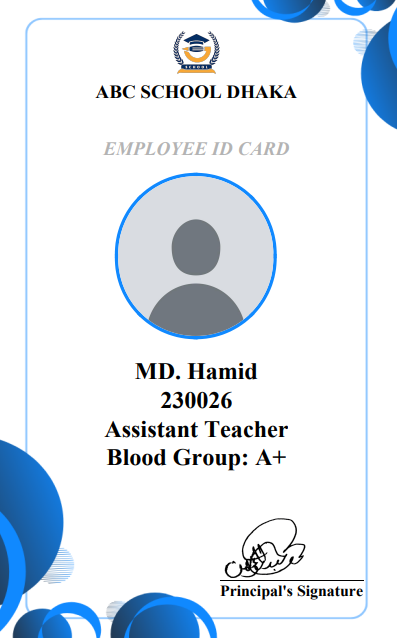 SCHOOL
ABC SCHOOL DHAKA
EMPLOYEE ID CARD
MD. Hamid
230026
Assistant Teacher
Blood Group: A+
Principal's Signature